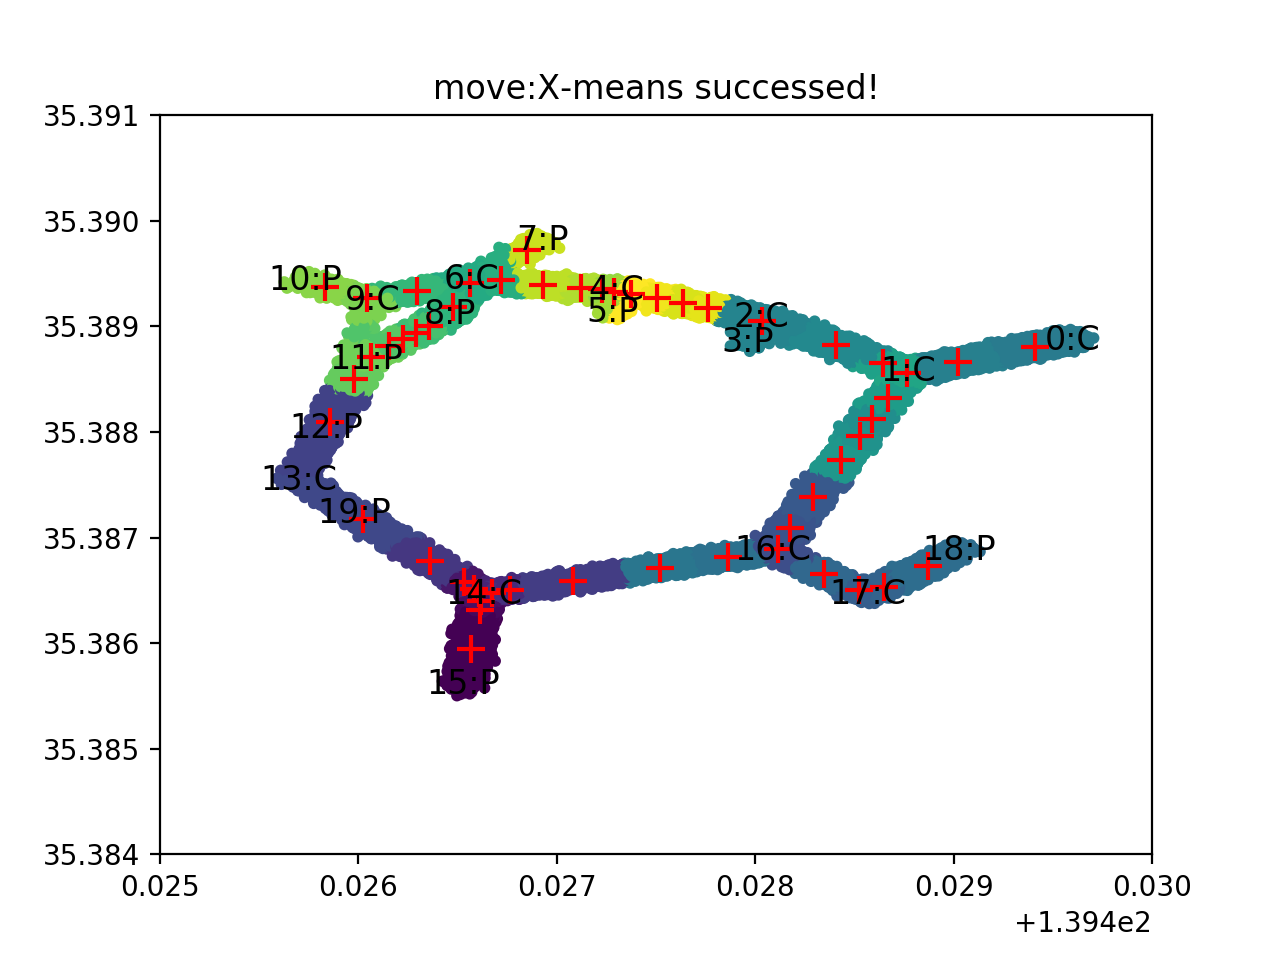 move:X-means successed!
35.391
35.390
7:P
10:P
6:C
4:C
9:C
5:P
8:P
2:C
35.389
3:P
0:C
11:P
1:C
35.388
12:P
13:C
19:P
35.387
16:C
18:P
14:C
17:C
35.386
15:P
35.385
35.384
0.025 0.026 0.027 0.028 0.029 0.030
+1.394e2